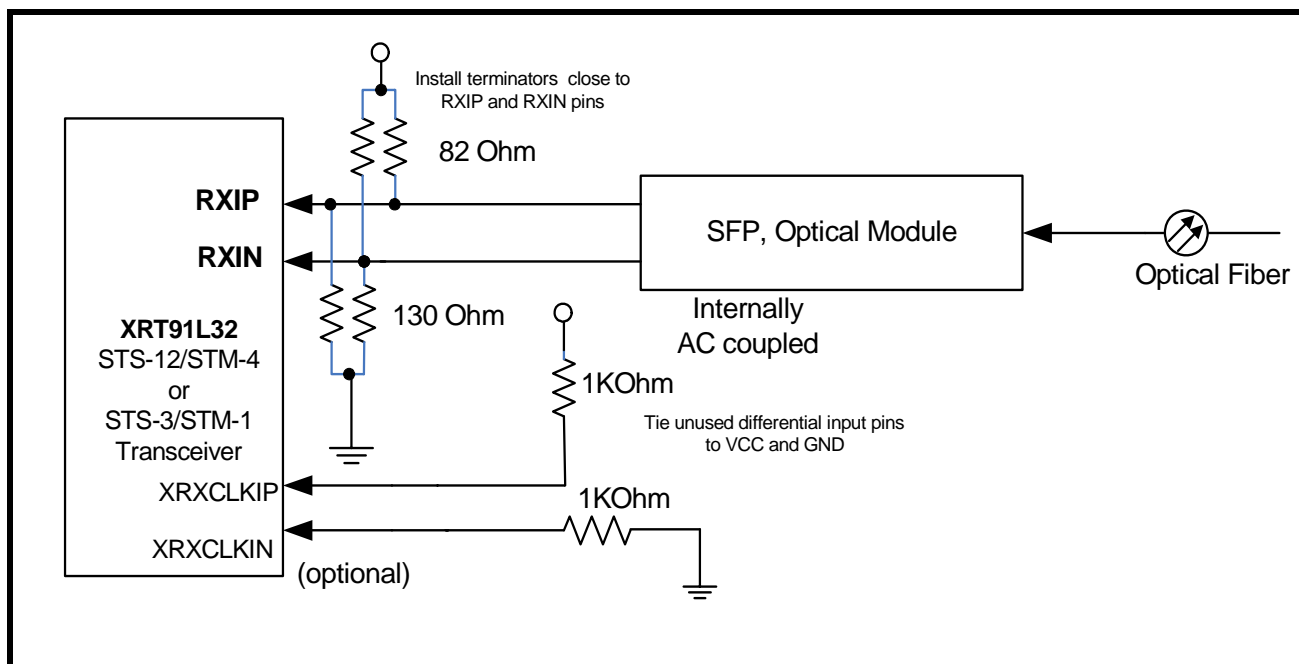 Install terminators close to
RXIP and RXIN pins
82 Ohm
RXIP
RXIN
SFP, Optical Module
Optical Fiber
130 Ohm
Internally
AC coupled
XRT91L32
STS-12/STM-4
or
STS-3/STM-1
Transceiver
1KOhm
Tie unused differential input pins
to VCC and GND
XRXCLKIP
1KOhm
XRXCLKIN
(optional)